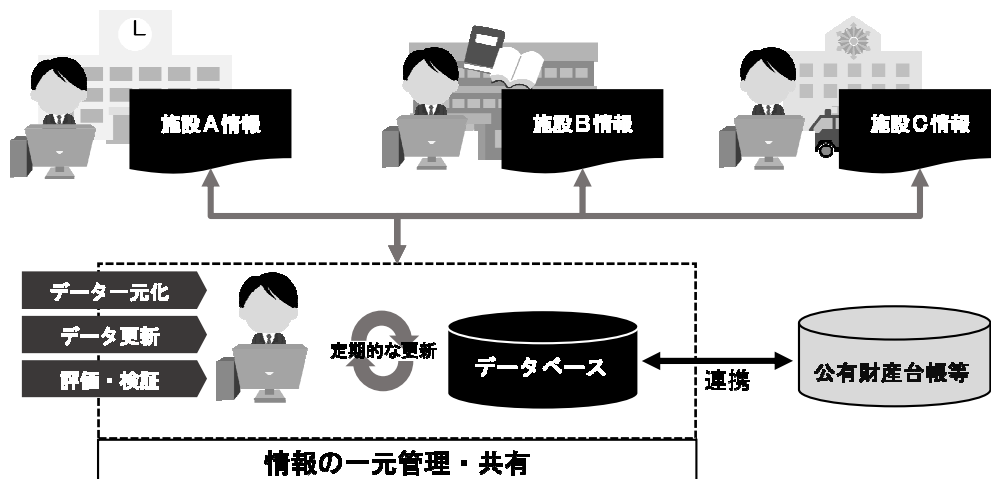 施設A情報
施設B情報
施設C情報
データ一元化
データ更新
評価・検証
定期的な更新
データベース
連携
公有財産台帳等
情報の一元管理・共有